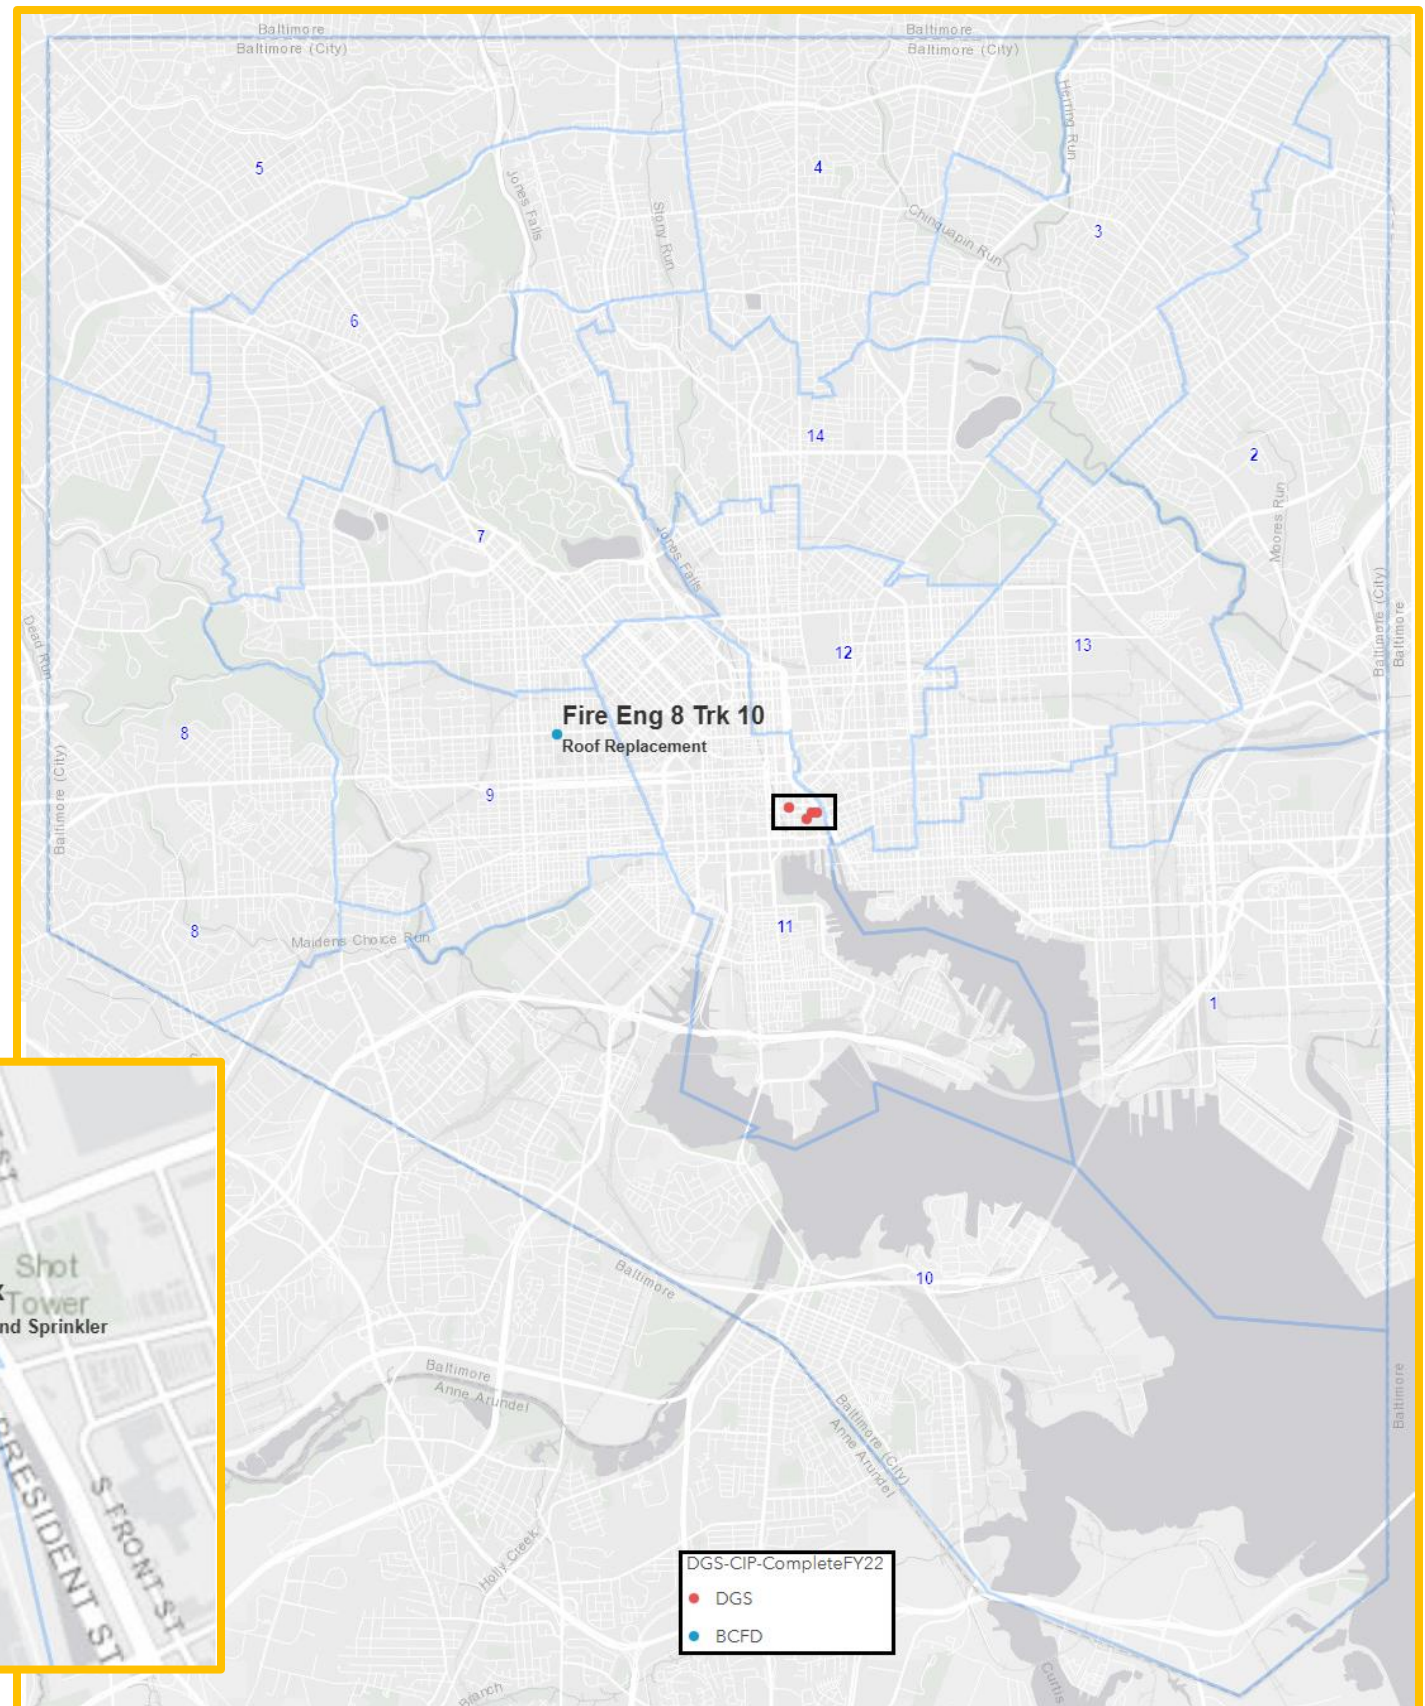 Baltimore
Baltimore (City)
Baltimore
Baltimore (City)
Herring Run
5
4
Jones Falls
Stony Run
Chinquapin Run
3
6
14
2
Moores Run
7
Jones Falls
Dead Run
12
13
Baltimore (City)
Baltimore
Fire Eng 8 Trk 10
Roof Replacement
8
9
Baltimore (City)
11
8
Maidens Choice Run
1
10
Baltimore
Baltimore
Anne Arundel
Baltimore (City)
Anne Arundel
Baltimore
Holly Creek
Branch
Curtis
Shot
Tower
nd Sprinkler
PRESIDENT ST
S FRONT ST
ST
DGS-CIP-CompleteFY22
DGS
BCFD